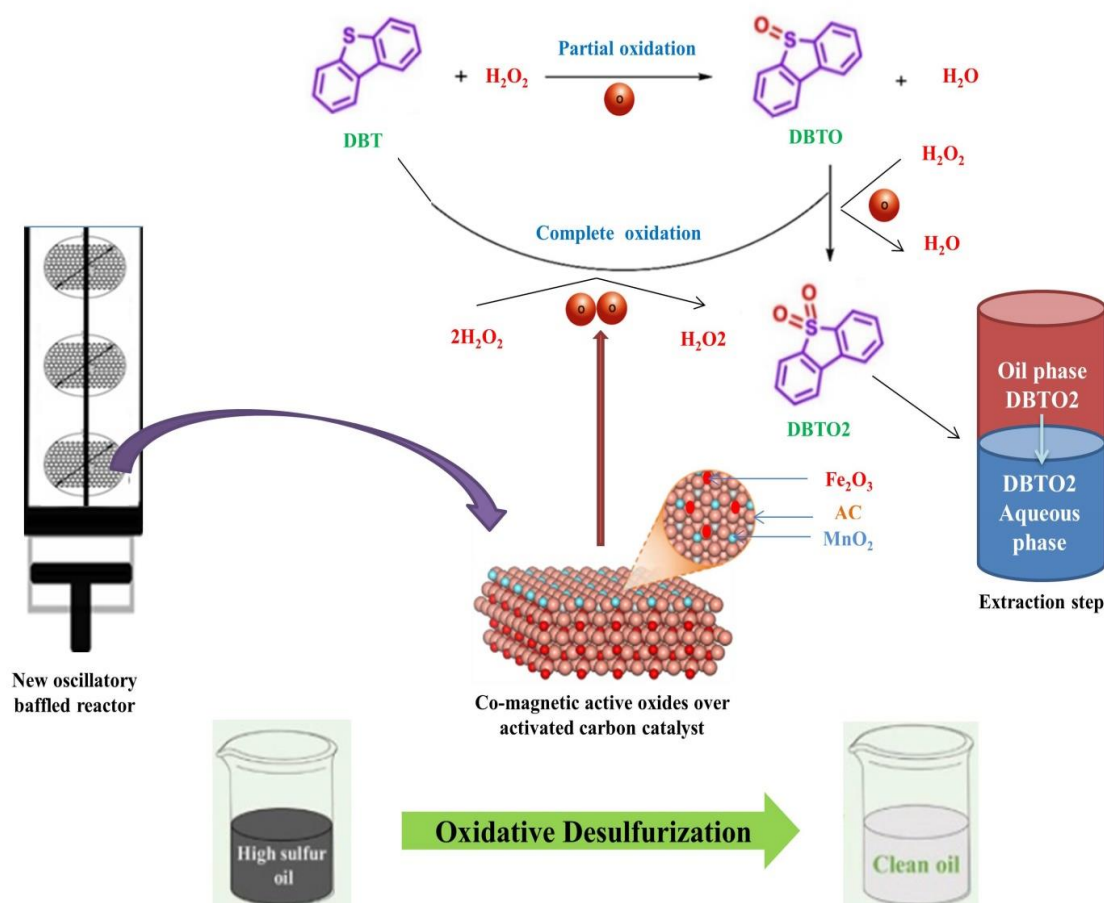 Partial oxidation
+ H₂O₂
+ H₂O
DBT
DBTO
S
O S
O
H₂O₂
O
H₂O
Complete oxidation
O O
2H₂O₂
H₂O2
O O
S
DBTO2
Oil phase
DBTO2
DBTO2
Aqueous
phase
Extraction step
Fe₂O₃
AC
MnO₂
New oscillatory
baffled reactor
Co-magnetic active oxides over
activated carbon catalyst
High sulfur
oil
Oxidative Desulfurization
Clean oil